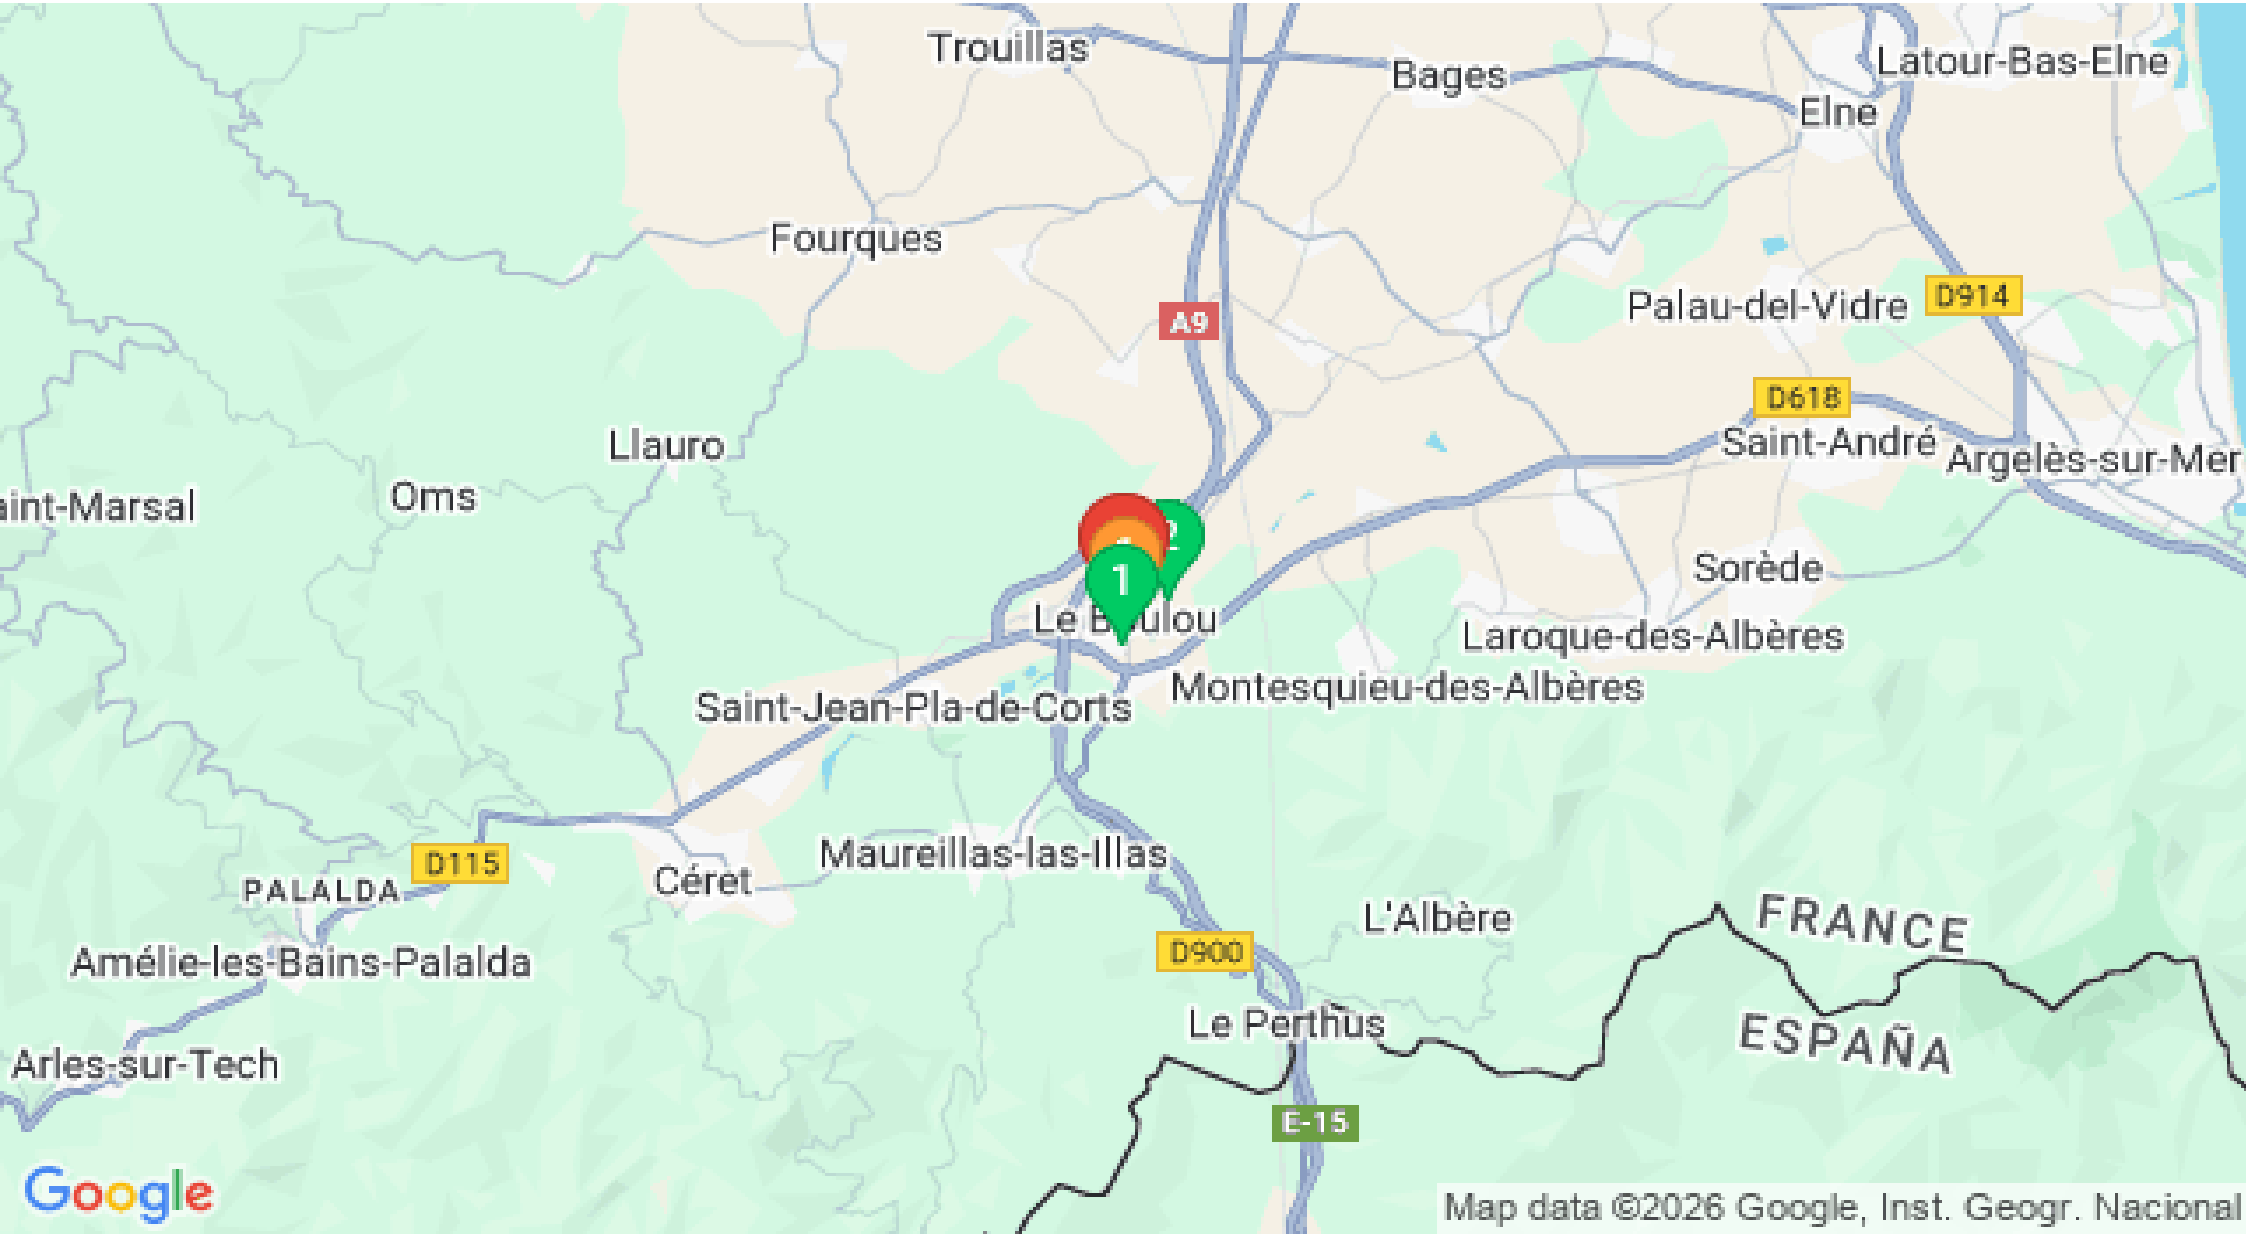 Trouillas
Bages
Latour-Bas-Elne
Elne
Fourques
Palau-del-Vidre
D914
A9
D618
Saint-André
Argelès-sur-Mer
Llauro
Oms
aint-Marsal
2
1
Sorède
Le Boulou
Laroque-des-Albères
Montesquieu-des-Albères
Saint-Jean-Pla-de-Corts
Maureillas-las-Illas
D115
Céret
PALALDA
L'Albère
FRANCE
D900
Amélie-les-Bains-Palalda
Le Perthus
ESPAÑA
Arles-sur-Tech
E-15
Google
Map data ©2026 Google, Inst. Geogr. Nacional